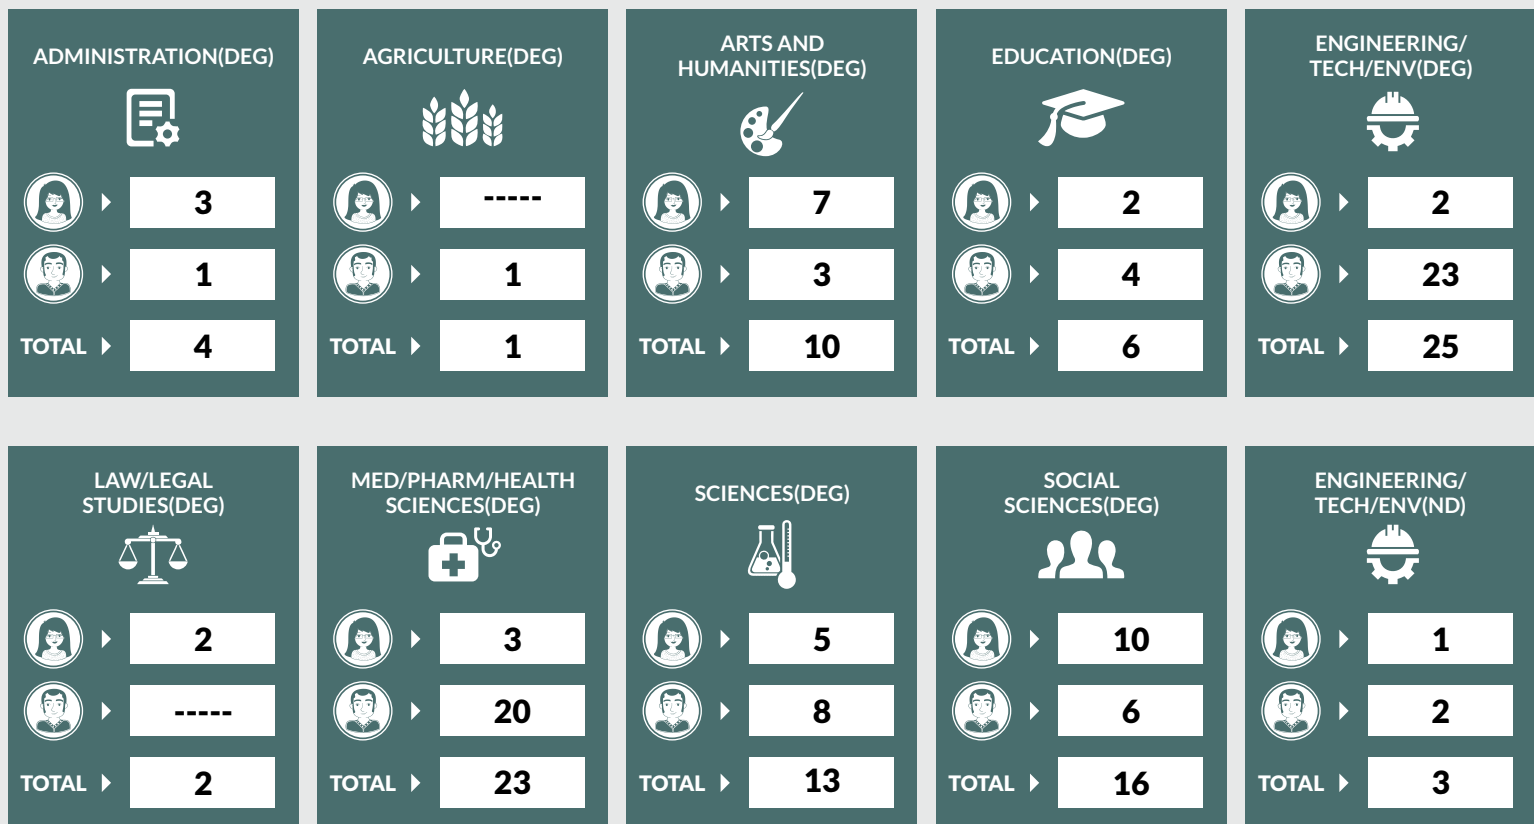 ADMINISTRATION(DEG)
3
1
TOTAL 4
AGRICULTURE(DEG)
-----
1
TOTAL 1
ARTS AND
HUMANITIES(DEG)
7
3
TOTAL 10
EDUCATION(DEG)
2
4
TOTAL 6
ENGINEERING/
TECH/ENV(DEG)
2
23
TOTAL 25
LAW/LEGAL
STUDIES(DEG)
2
-----
TOTAL 2
MED/PHARM/HEALTH
SCIENCES(DEG)
3
20
TOTAL 23
SCIENCES(DEG)
5
8
TOTAL 13
SOCIAL
SCIENCES(DEG)
10
6
TOTAL 16
ENGINEERING/
TECH/ENV(ND)
1
2
TOTAL 3